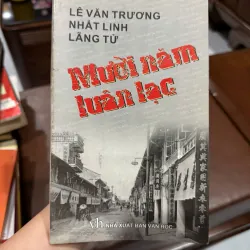 LÊ VĂN TRƯƠNG
NHẤT LINH
LÃNG TỬ
Mười năm
luân lạc
NHÀ XUẤT BẢN VĂN HỌC